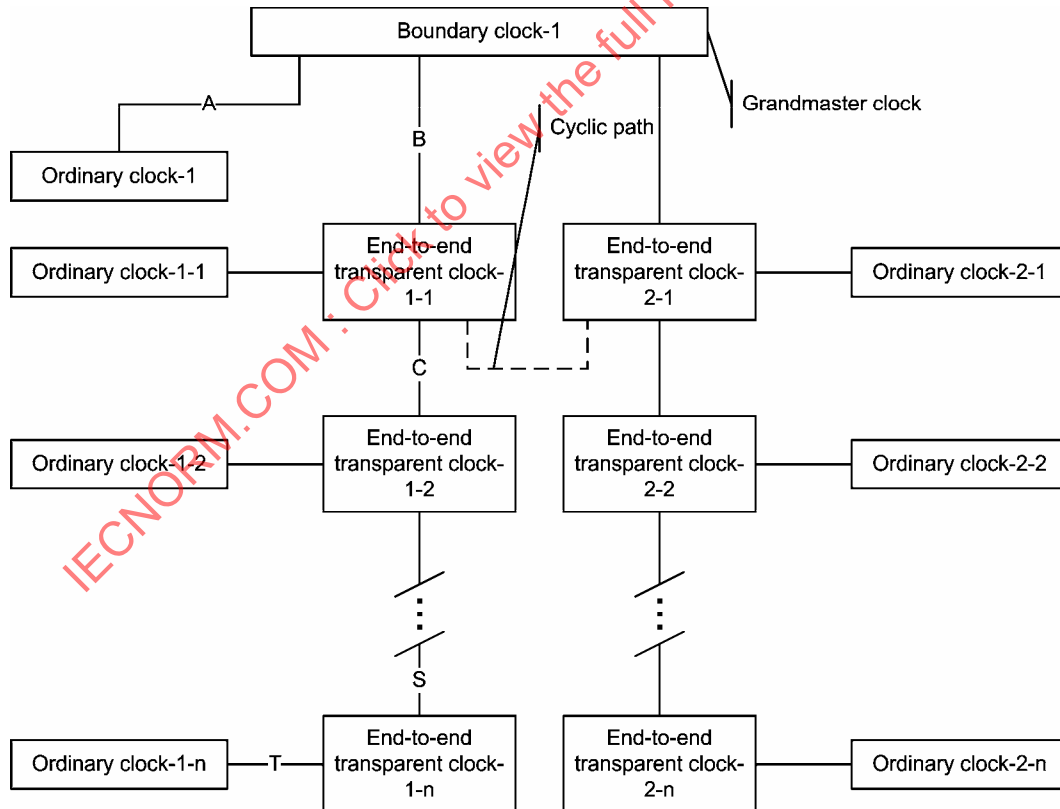 Boundary clock-1
Grandmaster clock
A
B
Cyclic path
Ordinary clock-1
Ordinary clock-1-1
End-to-end
transparent clock-
1-1
End-to-end
transparent clock-
2-1
Ordinary clock-2-1
C
Ordinary clock-1-2
End-to-end
transparent clock-
1-2
End-to-end
transparent clock-
2-2
Ordinary clock-2-2
S
Ordinary clock-1-n
T
End-to-end
transparent clock-
1-n
End-to-end
transparent clock-
2-n
Ordinary clock-2-n
IECNORM.COM : Click to view the full